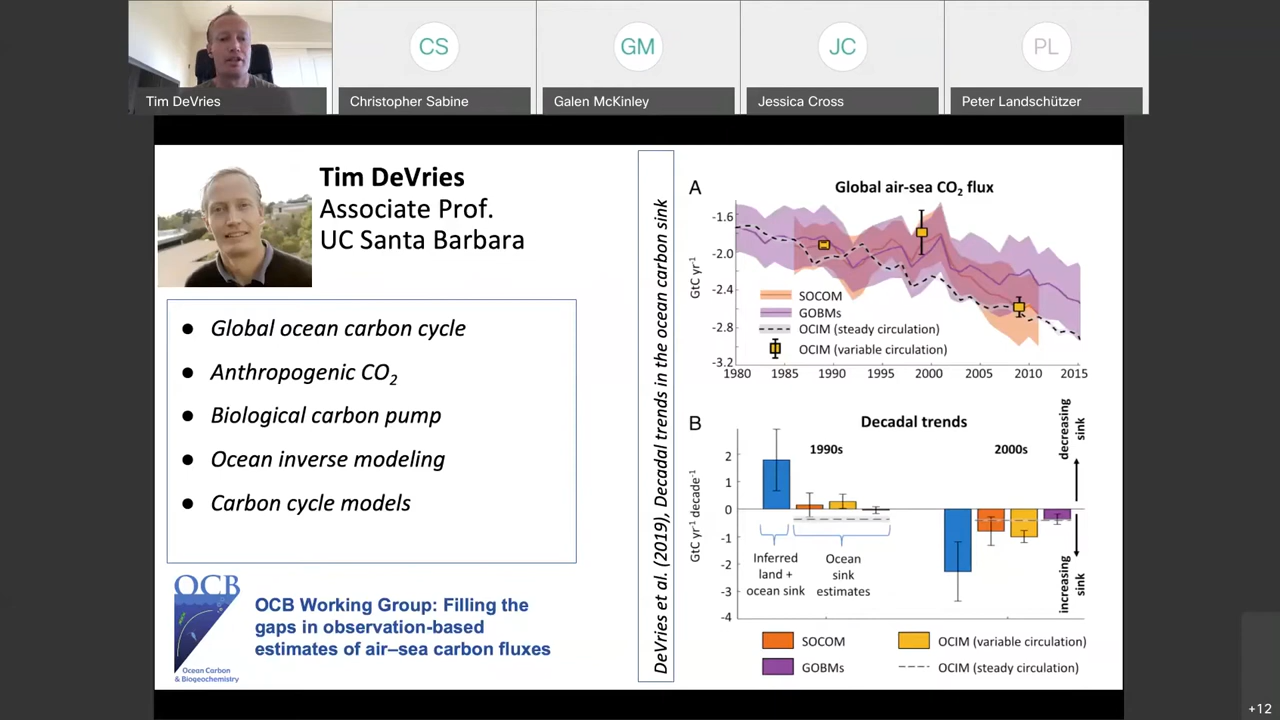 CS
GM
JC
PL
Tim DeVries
Christopher Sabine
Galen McKinley
Jessica Cross
Peter Landschützer
Tim DeVries
Associate Prof.
UC Santa Barbara
● Global ocean carbon cycle
● Anthropogenic CO2
● Biological carbon pump
● Ocean inverse modeling
● Carbon cycle models
OCB
Ocean Carbon
& Biogeochemistry
OCB Working Group: Filling the
gaps in observation-based
estimates of air–sea carbon fluxes
DeVries et al. (2019), Decadal trends in the ocean carbon sink
A
Global air-sea CO2 flux
GtC yr-1
-1.6
-2.0
-2.4
-2.8
-3.2
SOCOM
GOBMs
OCIM (steady circulation)
OCIM (variable circulation)
1980 1985 1990 1995 2000 2005 2010 2015
B
Decadal trends
1990s
2000s
GtC yr-1 decade-1
2
1
0
-1
-2
-3
-4
Inferred
land +
ocean sink
Ocean
sink
estimates
decreasing
sink
increasing
sink
SOCOM
OCIM (variable circulation)
GOBMs
OCIM (steady circulation)
+12